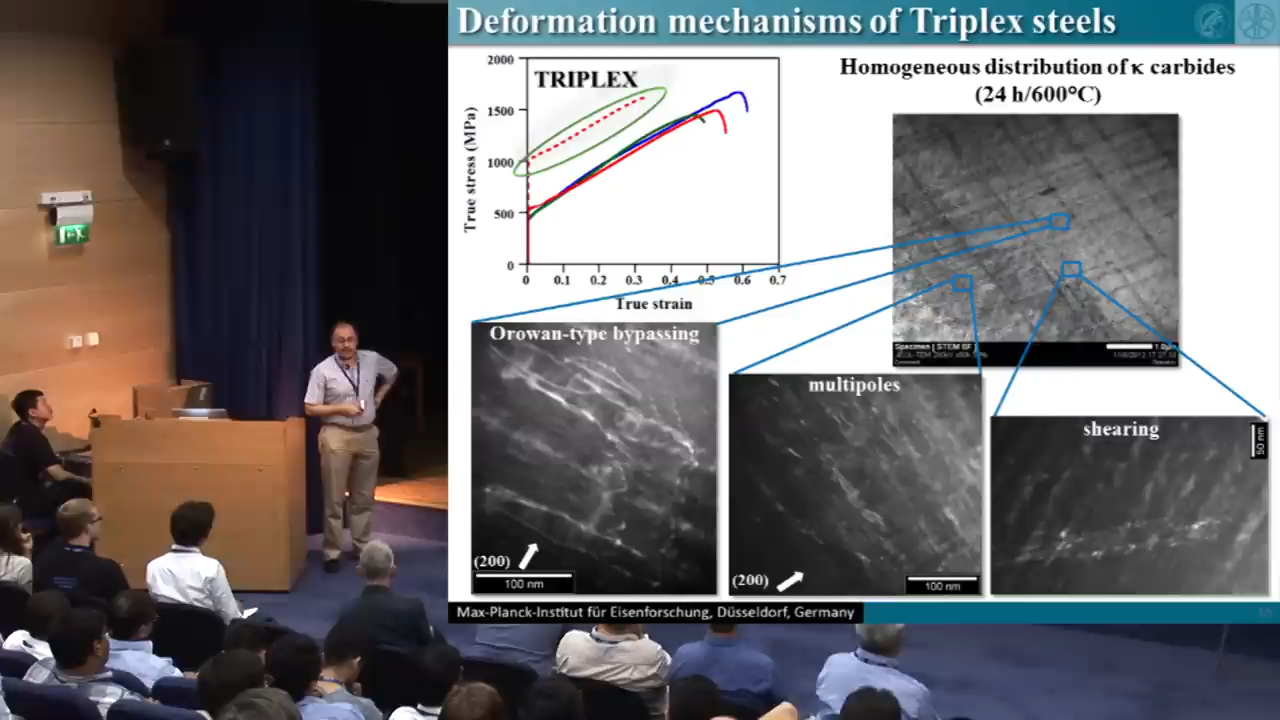 Deformation mechanisms of Triplex steels
TRIPLEX
True stress (MPa)
2000
1500
1000
500
0
0 0.1 0.2 0.3 0.4 0.5 0.6 0.7
True strain
Homogeneous distribution of κ carbides
(24 h/600°C)
Specimen [ STEM BF ]
Orowan-type bypassing
(200)
100 nm
multipoles
(200)
100 nm
shearing
50 nm
Max-Planck-Institut für Eisenforschung, Düsseldorf, Germany